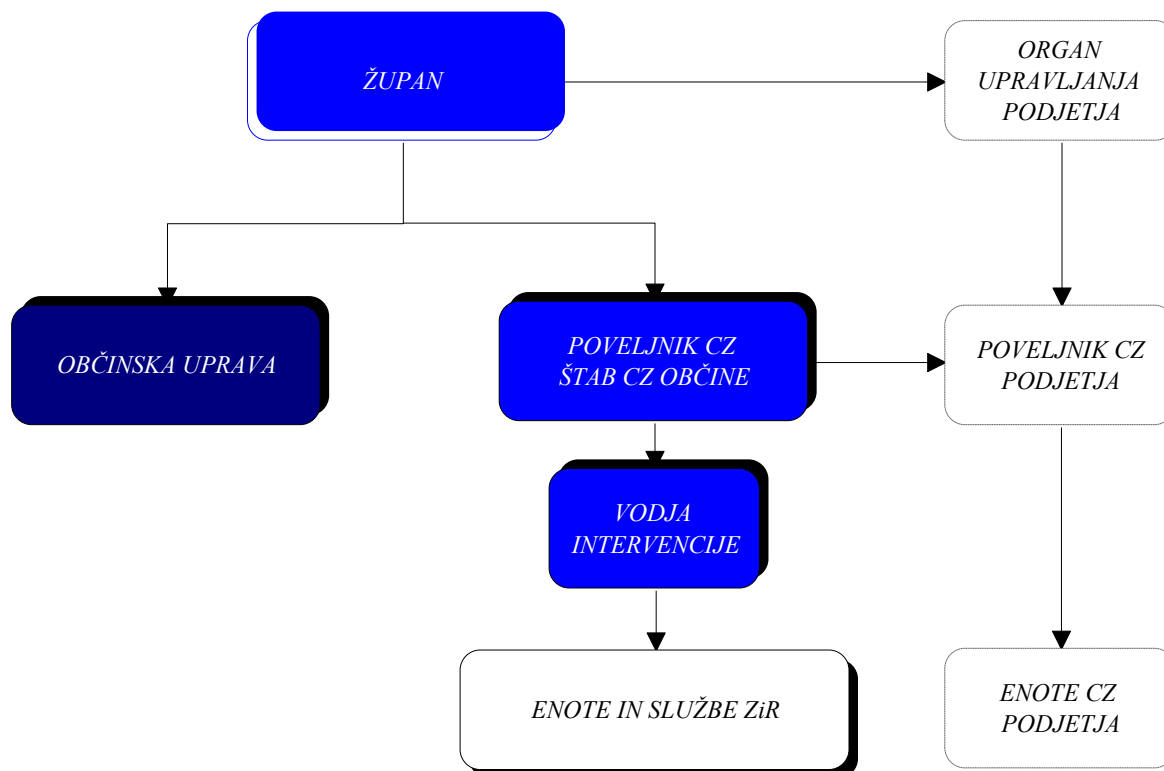 ŽUPAN
ORGAN
UPRAVLJANJA
PODJETJA
OBČINSKA UPRAVA
POVELJNIK CZ
ŠTAB CZ OBČINE
POVELJNIK CZ
PODJETJA
VODJA
INTERVENCIJE
ENOTE IN SLUŽBE ZiR
ENOTE CZ
PODJETJA